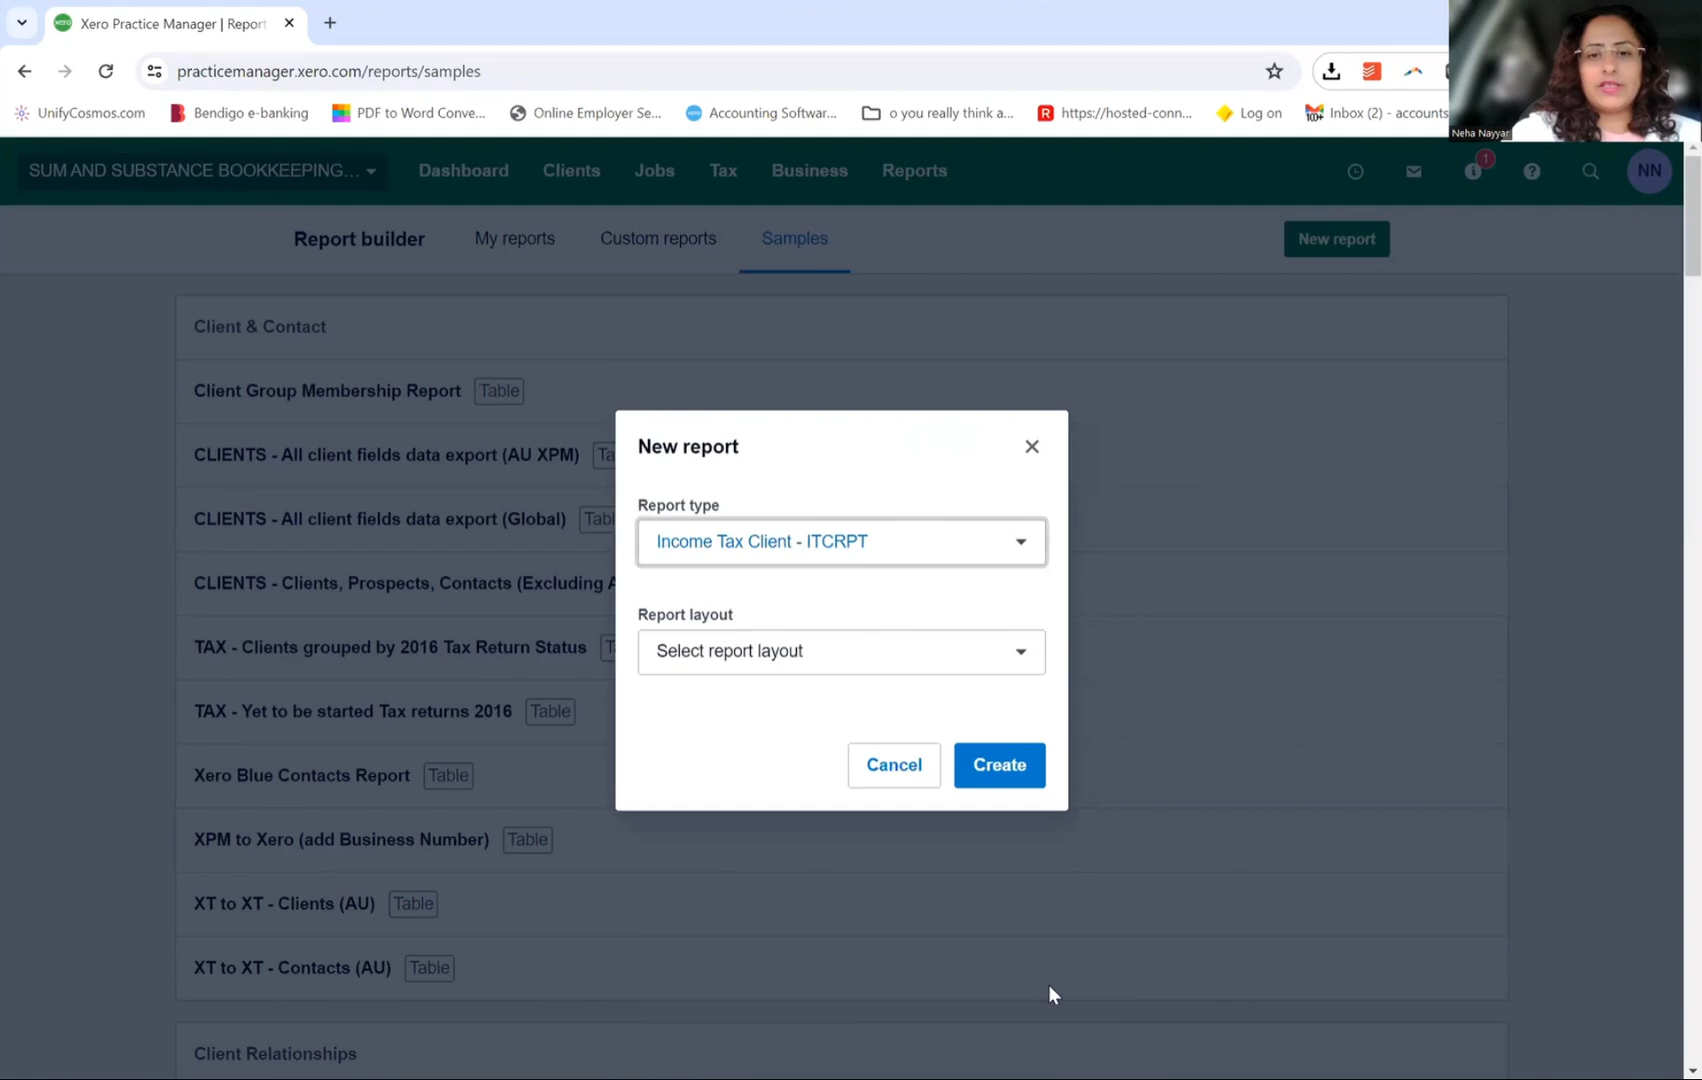 Xero Practice Manager | Report
practicemanager.xero.com/reports/samples
UnifyCosmos.com
Bendigo e-banking
PDF to Word Conve...
Online Employer Se...
Accounting Softwar...
o you really think a...
https://hosted-conn...
Log on
100+
Inbox (2) - accounts
Neha Nayyar
SUM AND SUBSTANCE BOOKKEEPING...
Dashboard
Clients
Jobs
Tax
Business
Reports
1
NN
Report builder
My reports
Custom reports
Samples
New report
Client & Contact
Client Group Membership Report Table
CLIENTS - All client fields data export (AU XPM) Ta
CLIENTS - All client fields data export (Global) Tabl
CLIENTS - Clients, Prospects, Contacts (Excluding A
TAX - Clients grouped by 2016 Tax Return Status T
TAX - Yet to be started Tax returns 2016 Table
Xero Blue Contacts Report Table
XPM to Xero (add Business Number) Table
XT to XT - Clients (AU) Table
XT to XT - Contacts (AU) Table
Client Relationships
New report
Report type
Income Tax Client - ITCRPT
Report layout
Select report layout
Cancel
Create